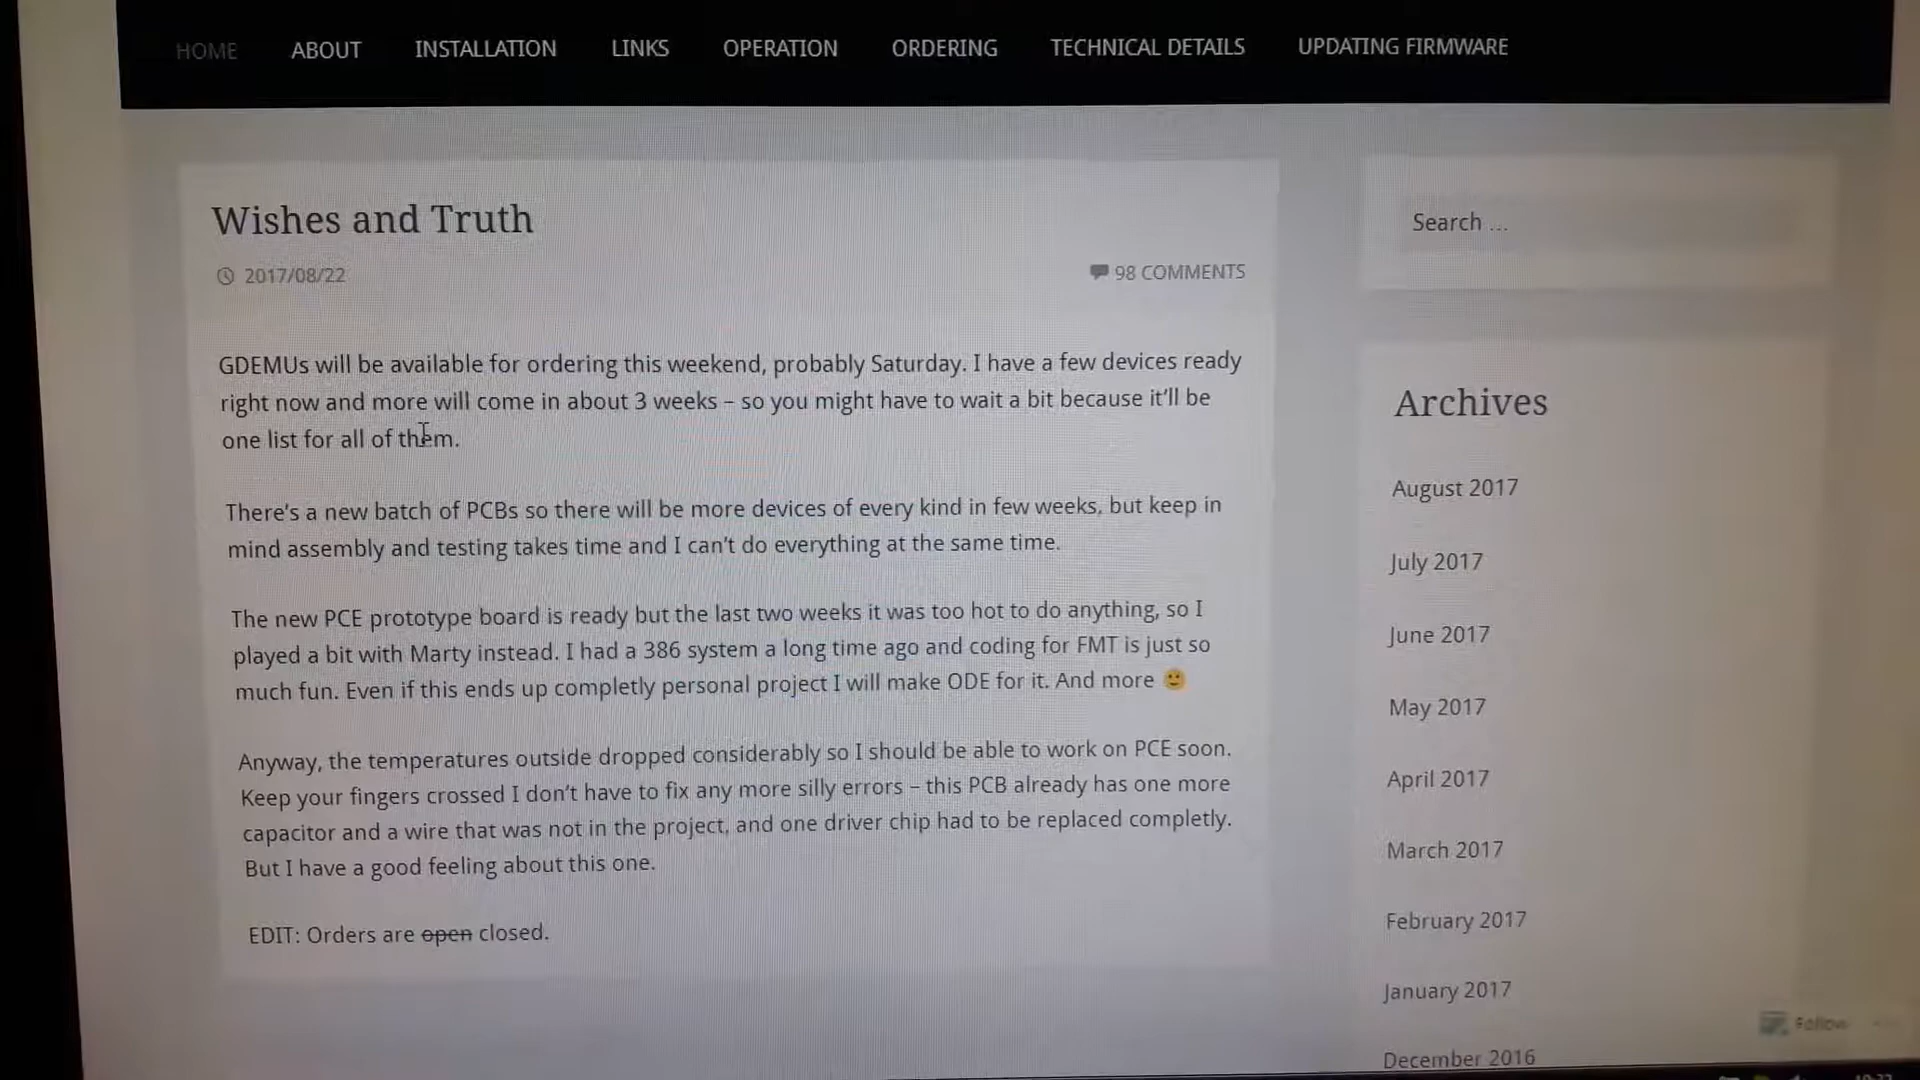 HOME ABOUT INSTALLATION LINKS OPERATION ORDERING TECHNICAL DETAILS UPDATING FIRMWARE
Wishes and Truth
2017/08/22
98 COMMENTS
GDEMUs will be available for ordering this weekend, probably Saturday. I have a few devices ready
right now and more will come in about 3 weeks – so you might have to wait a bit because it'll be
one list for all of them.
There's a new batch of PCBs so there will be more devices of every kind in few weeks, but keep in
mind assembly and testing takes time and I can't do everything at the same time.
The new PCE prototype board is ready but the last two weeks it was too hot to do anything, so I
played a bit with Marty instead. I had a 386 system a long time ago and coding for FMT is just so
much fun. Even if this ends up completly personal project I will make ODE for it. And more 🙂
Anyway, the temperatures outside dropped considerably so I should be able to work on PCE soon.
Keep your fingers crossed I don't have to fix any more silly errors – this PCB already has one more
capacitor and a wire that was not in the project, and one driver chip had to be replaced completly.
But I have a good feeling about this one.
EDIT: Orders are open closed.
Search ...
Archives
August 2017
July 2017
June 2017
May 2017
April 2017
March 2017
February 2017
January 2017
December 2016
Follow